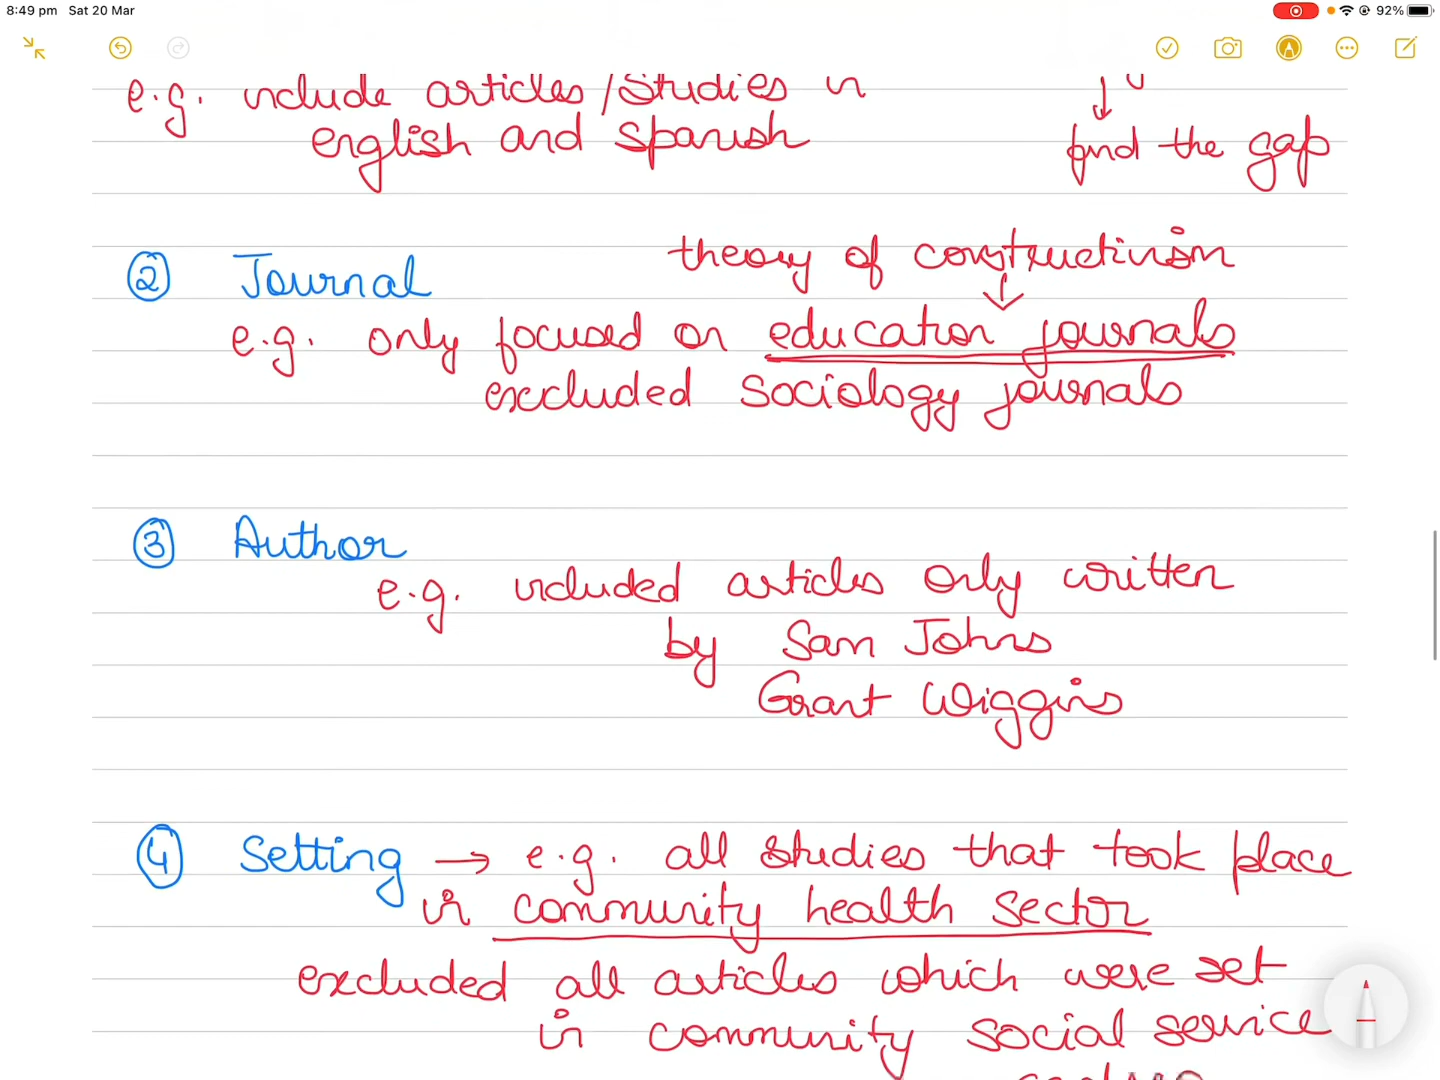 8:49 pm Sat 20 Mar 92%
e.g. include articles/studies in
english and spanish
find the gap
② Journal
theory of constructivism
e.g. only focused on education journals
excluded sociology journals
③ Author
e.g. included articles only written
by Sam Johns
Grant Wiggins
④ Setting → e.g. all studies that took place
in community health sector
excluded all articles which were set
in community social service